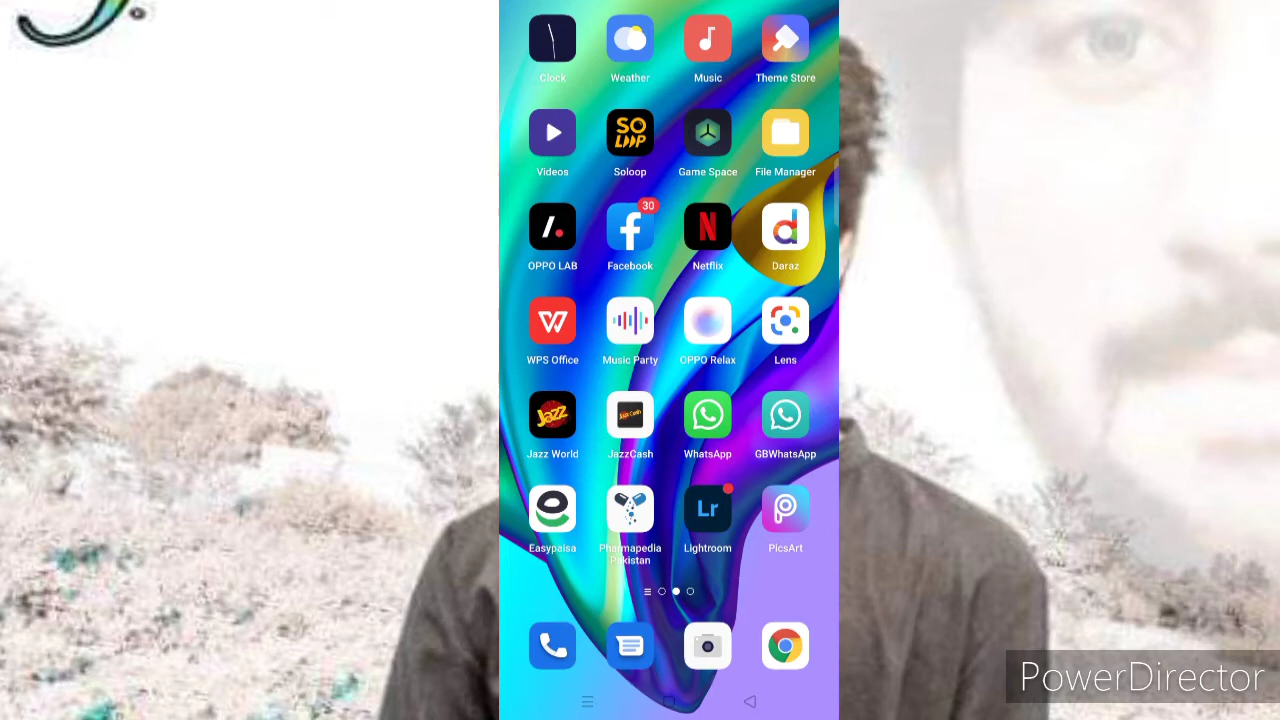 Clock Weather Music Theme Store
SO
LOOP
Videos Soloop Game Space File Manager
30
OPPO LAB Facebook Netflix Daraz
WPS Office Music Party OPPO Relax Lens
Jazz JazzCash
Jazz World JazzCash WhatsApp GBWhatsApp
Lr
Easypaisa Pharmapedia Pakistan Lightroom PicsArt
PowerDirector